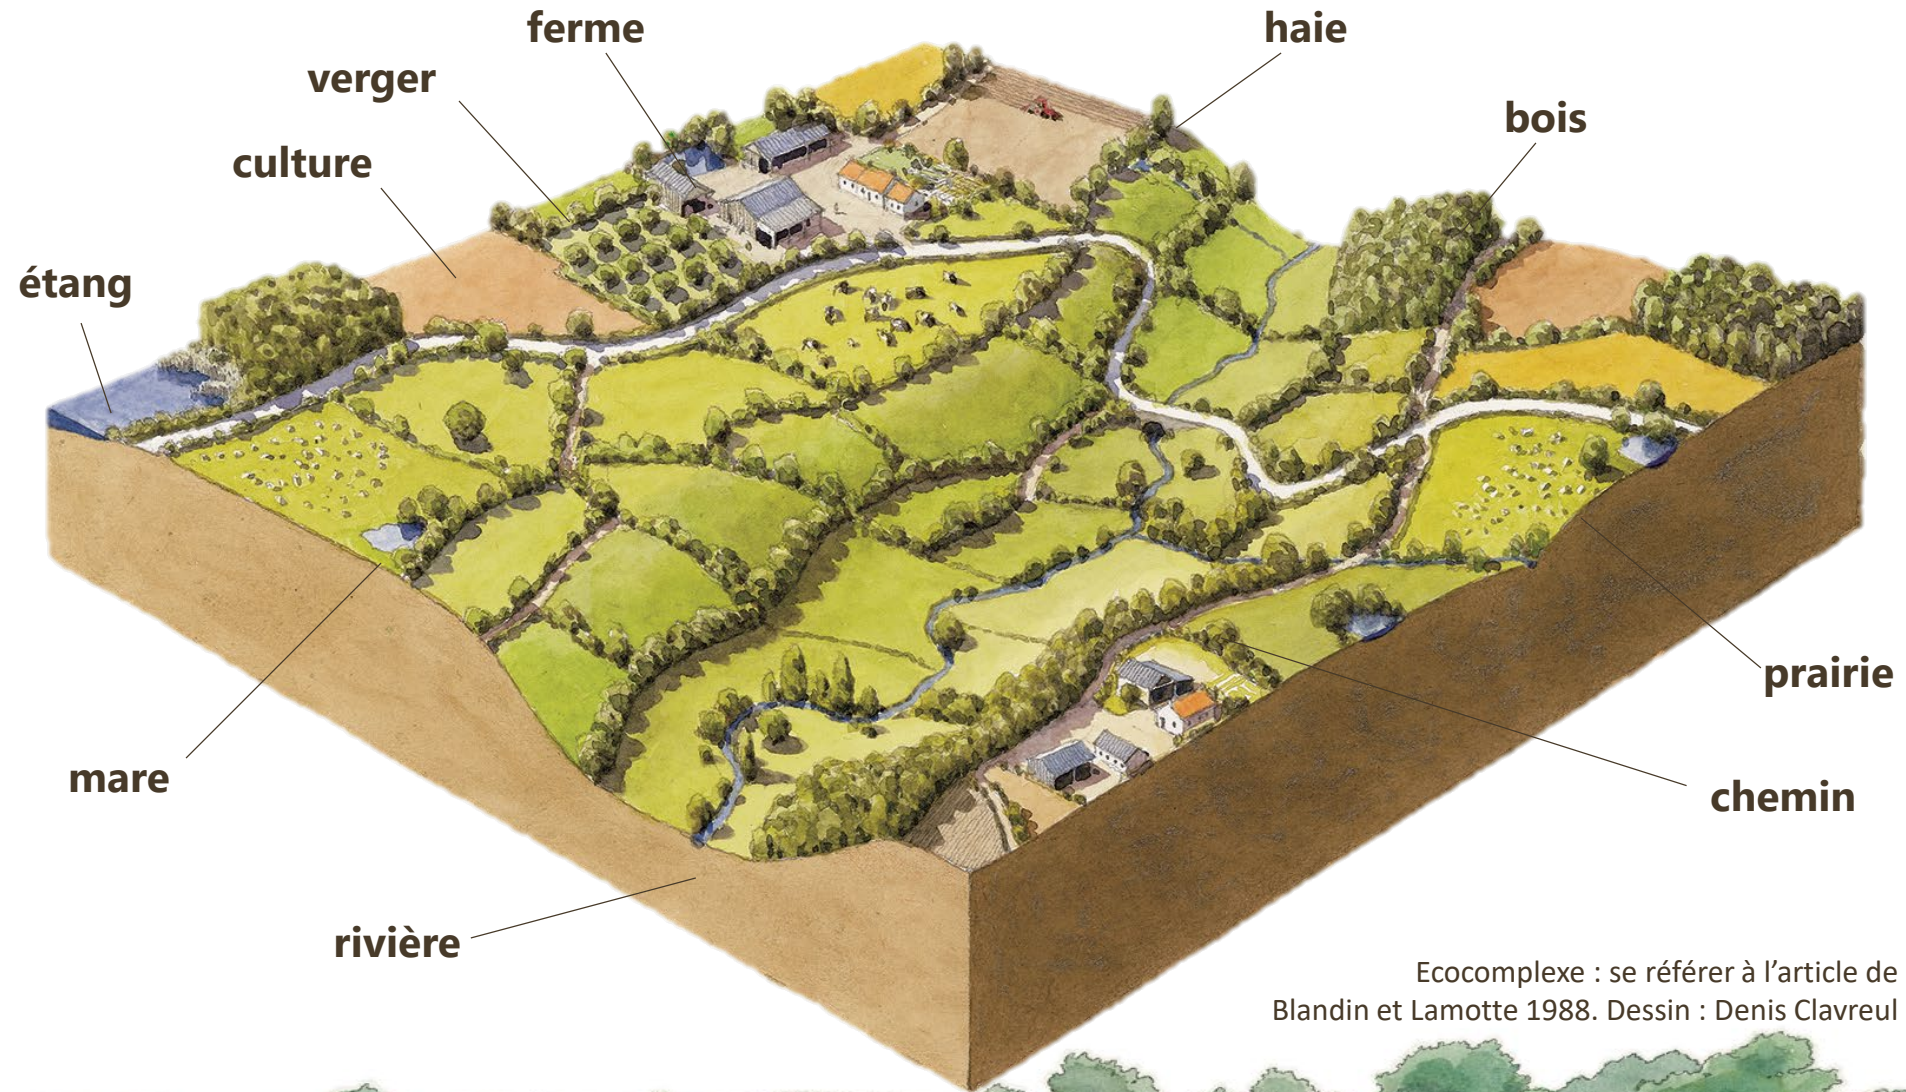 ferme
haie
verger
bois
culture
étang
prairie
mare
chemin
rivière
Ecocomplexe : se référer à l’article de
Blandin et Lamotte 1988. Dessin : Denis Clavreul